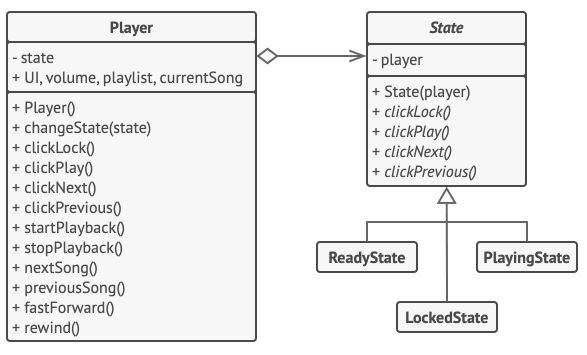 Player
- state
+ UI, volume, playlist, currentSong
+ Player()
+ changeState(state)
+ clickLock()
+ clickPlay()
+ clickNext()
+ clickPrevious()
+ startPlayback()
+ stopPlayback()
+ nextSong()
+ previousSong()
+ fastForward()
+ rewind()
State
- player
+ State(player)
+ clickLock()
+ clickPlay()
+ clickNext()
+ clickPrevious()
ReadyState
PlayingState
LockedState